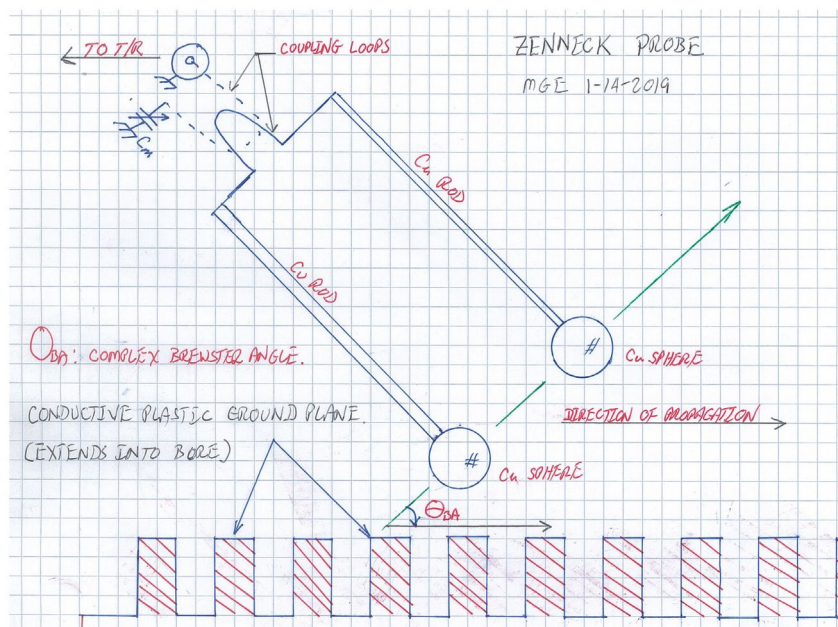 ZENNECK PROBE
MGE 1-14-2019
TO T/R
COUPLING LOOPS
Q
Cm
Cu ROD
Cu ROD
#
Cu SPHERE
ΘBA: COMPLEX BREWSTER ANGLE.
CONDUCTIVE PLASTIC GROUND PLANE.
(EXTENDS INTO BORE)
DIRECTION OF PROPAGATION
#
Cu SPHERE
ΘBA